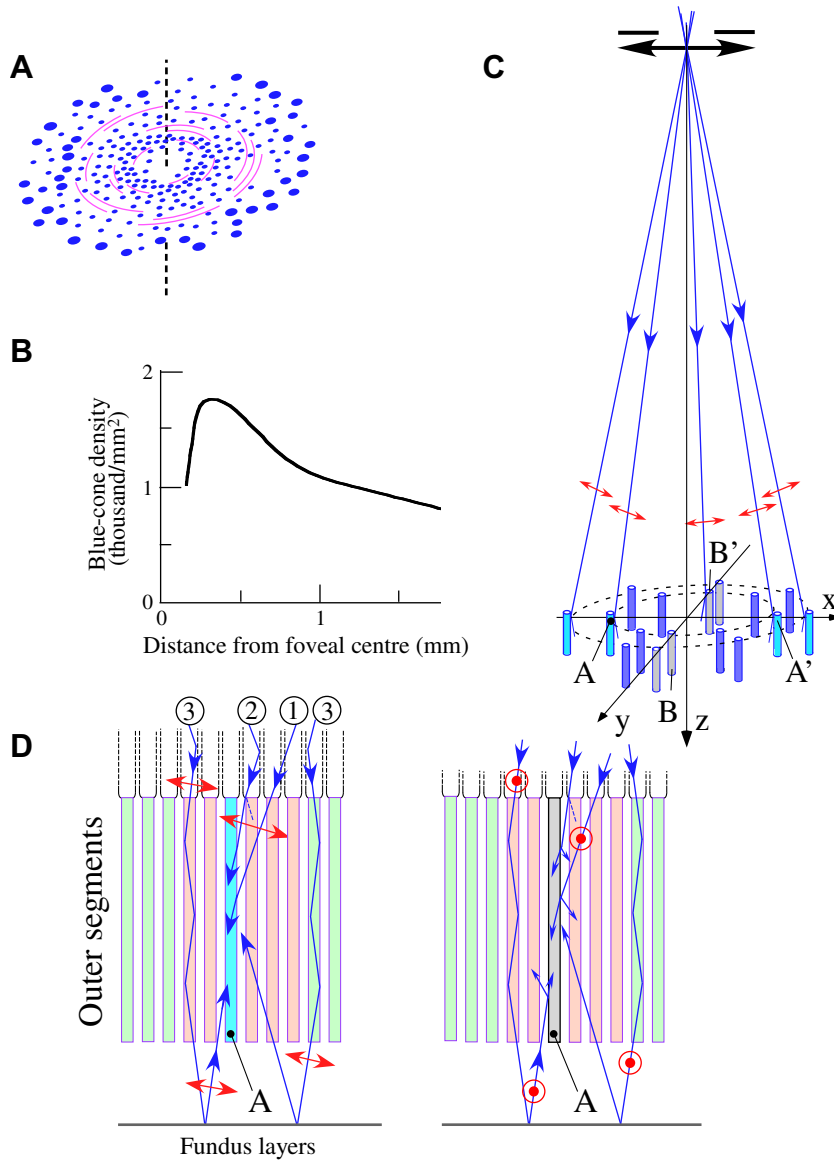 A
B
Blue-cone density
(thousand/mm²)
2
1
0
0
1
Distance from foveal centre (mm)
C
B’
x
A
A’
B
y
z
D
③ ② ① ③
Outer segments
A
A
Fundus layers